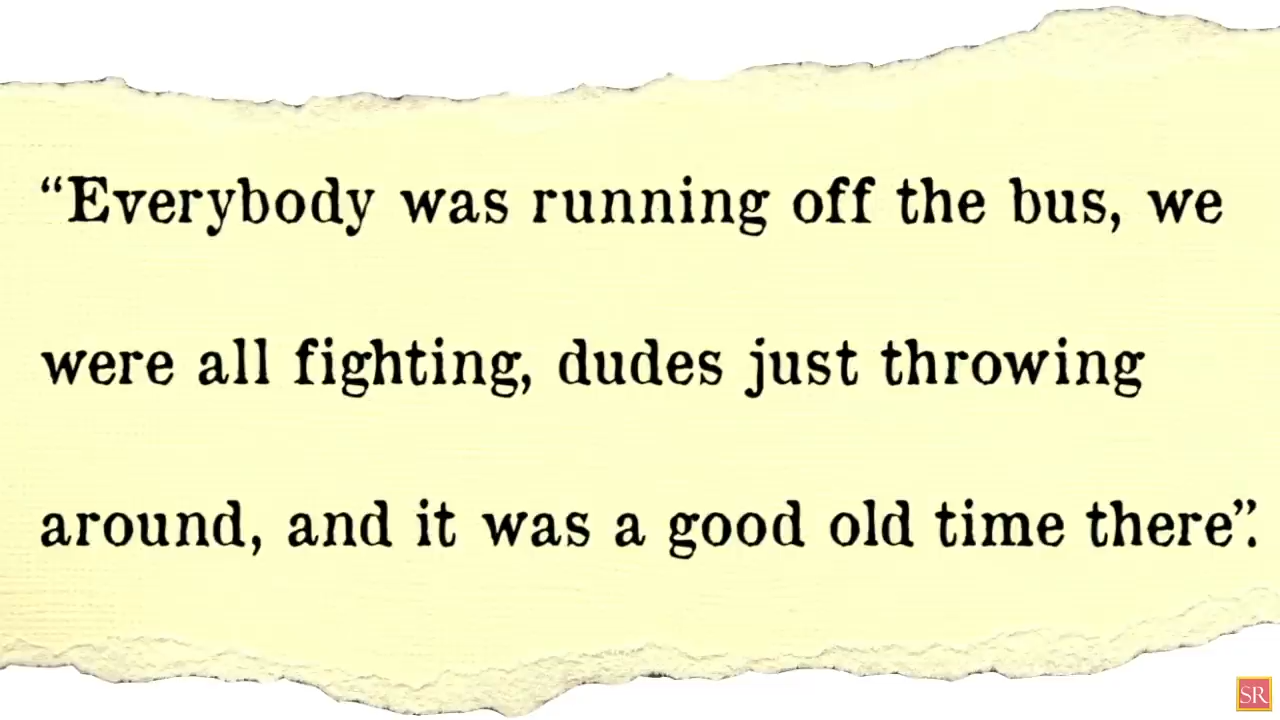 “Everybody was running off the bus, we
were all fighting, dudes just throwing
around, and it was a good old time there”.
SR